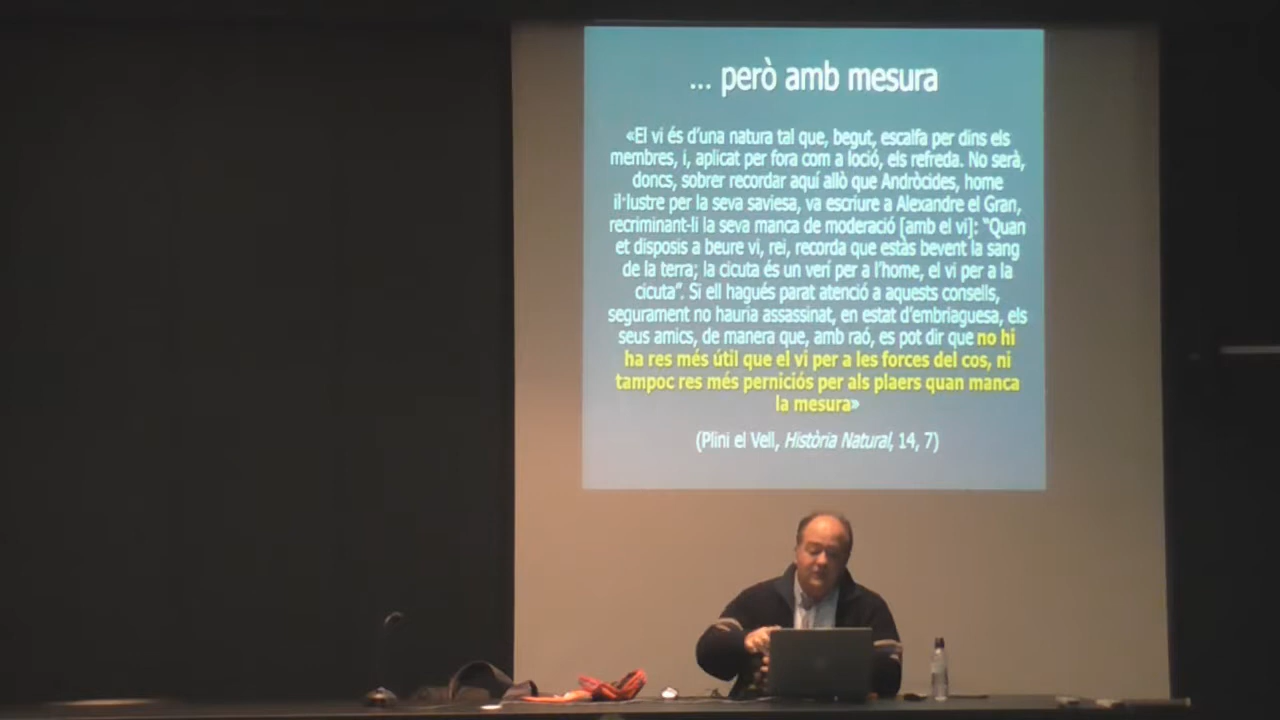 ... però amb mesura
«El vi és d'una natura tal que, begut, escalfa per dins els
membres, i, aplicat per fora com a loció, els refreda. No serà,
doncs, sobrer recordar aquí allò que Andròcides, home
il·lustre per la seva saviesa, va escriure a Alexandre el Gran,
recriminant-li la seva manca de moderació [amb el vi]: "Quan
et disposis a beure vi, rei, recorda que estàs bevent la sang
de la terra; la cicuta és un verí per a l'home, el vi per a la
cicuta". Si ell hagués parat atenció a aquests consells,
segurament no hauria assassinat, en estat d'embriaguesa, els
seus amics, de manera que, amb raó, es pot dir que no hi
ha res més útil que el vi per a les forces del cos, ni
tampoc res més perniciós per als plaers quan manca
la mesura»
(Plini el Vell, Història Natural, 14, 7)